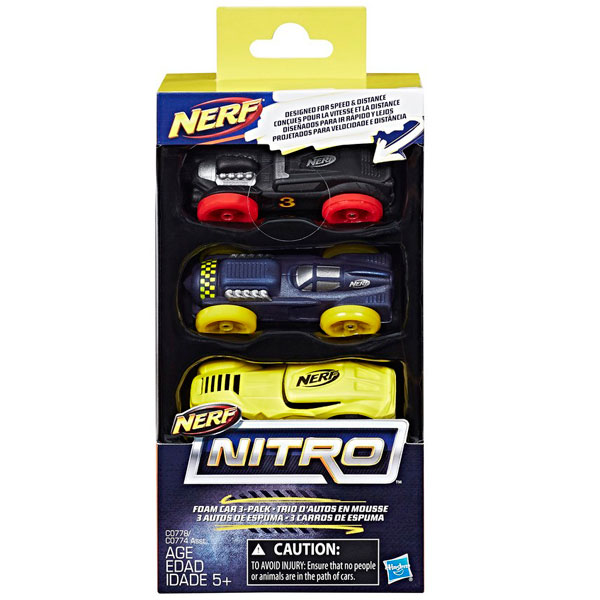 NERF
DESIGNED FOR SPEED & DISTANCE
CONÇUES POUR LA VITESSE ET LA DISTANCE
DISEÑADOS PARA IR RÁPIDO Y LEJOS
PROJETADOS PARA VELOCIDADE E DISTÂNCIA
NERF
3
NERF
NERF
NERF
NITRO™
FOAM CAR 3-PACK • TRIO D'AUTOS EN MOUSSE
3 AUTOS DE ESPUMA • 3 CARROS DE ESPUMA
C0778/
C0774 Asst.
AGE
EDAD
IDADE 5+
CAUTION:
TO AVOID INJURY: Ensure that no people
or animals are in the path of cars.
Hasbro